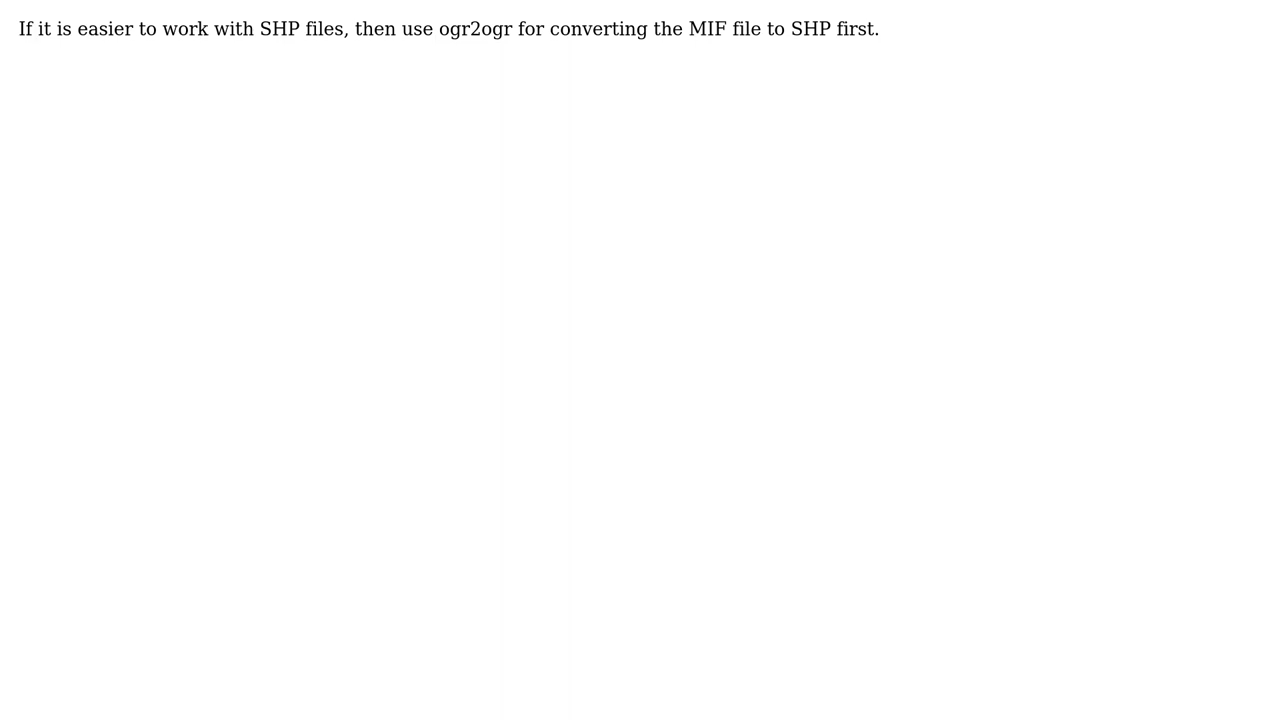 If it is easier to work with SHP files, then use ogr2ogr for converting the MIF file to SHP first.